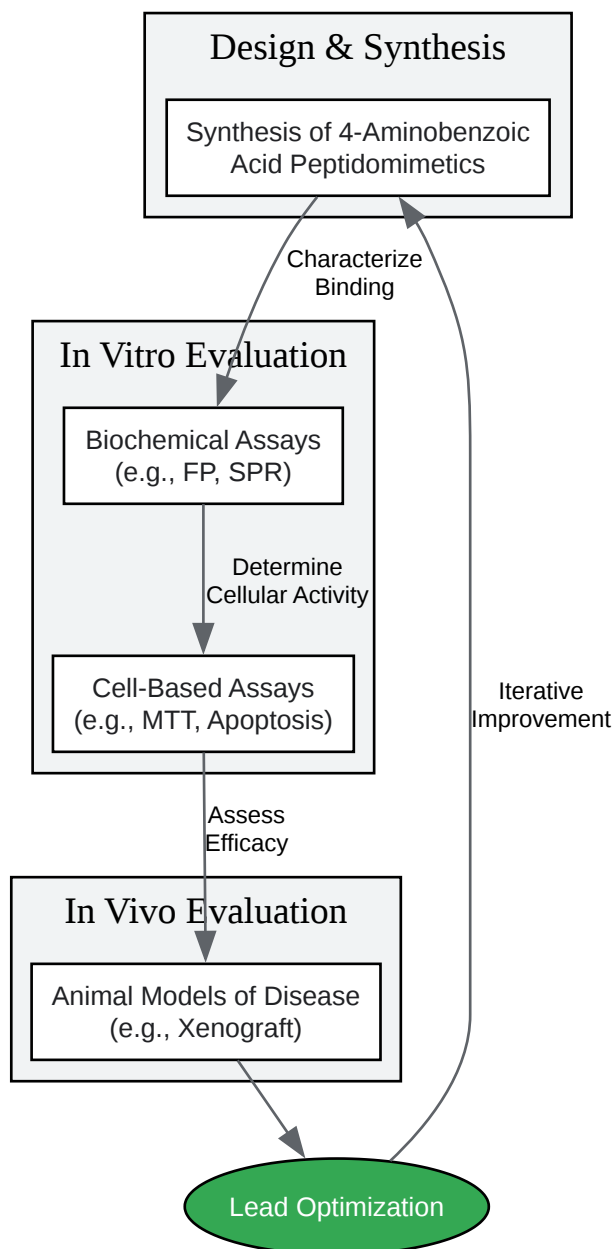 Design & Synthesis
Synthesis of 4-Aminobenzoic
Acid Peptidomimetics
Characterize
Binding
In Vitro Evaluation
Biochemical Assays
(e.g., FP, SPR)
Determine
Cellular Activity
Cell-Based Assays
(e.g., MTT, Apoptosis)
Iterative
Improvement
Assess
Efficacy
In Vivo Evaluation
Animal Models of Disease
(e.g., Xenograft)
Lead Optimization